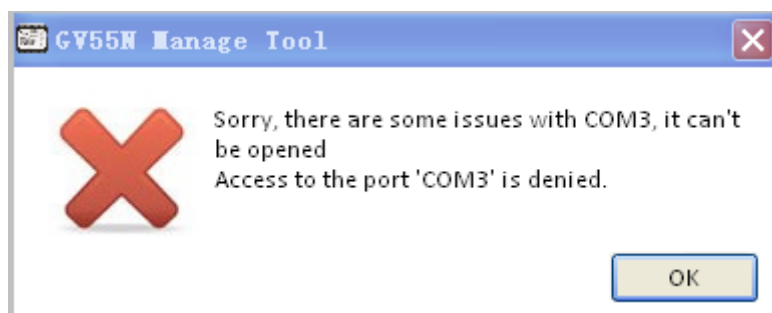 GV55N Manage Tool
Sorry, there are some issues with COM3, it can't
be opened
Access to the port 'COM3' is denied.
OK